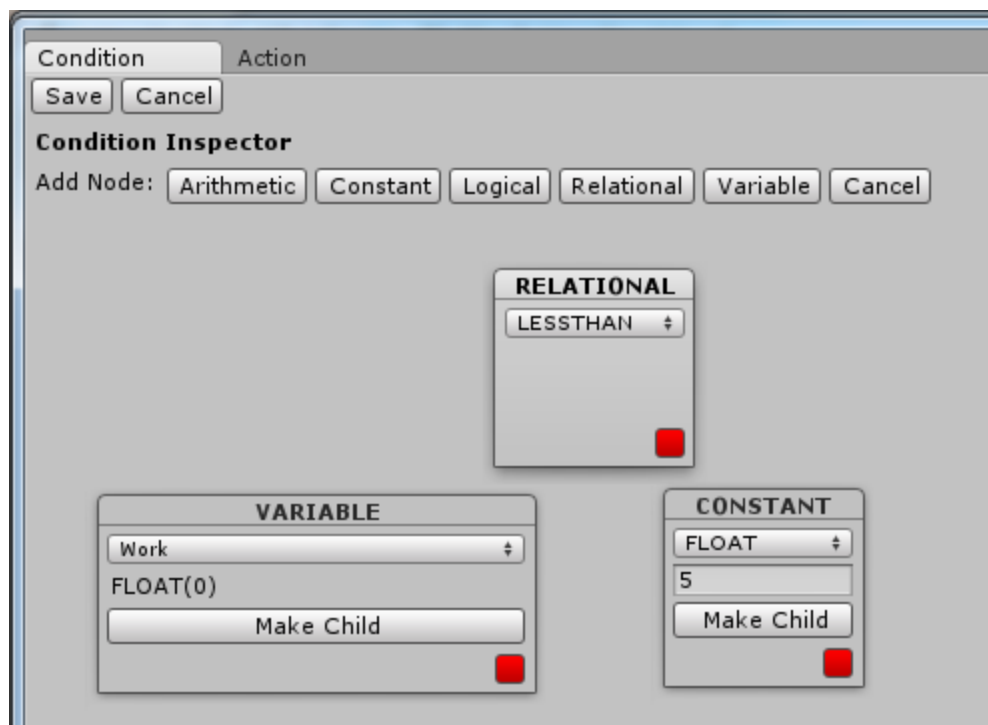 Condition Action
Save Cancel
Condition Inspector
Add Node: Arithmetic Constant Logical Relational Variable Cancel
RELATIONAL
LESSTHAN
VARIABLE
Work
FLOAT(0)
Make Child
CONSTANT
FLOAT
5
Make Child